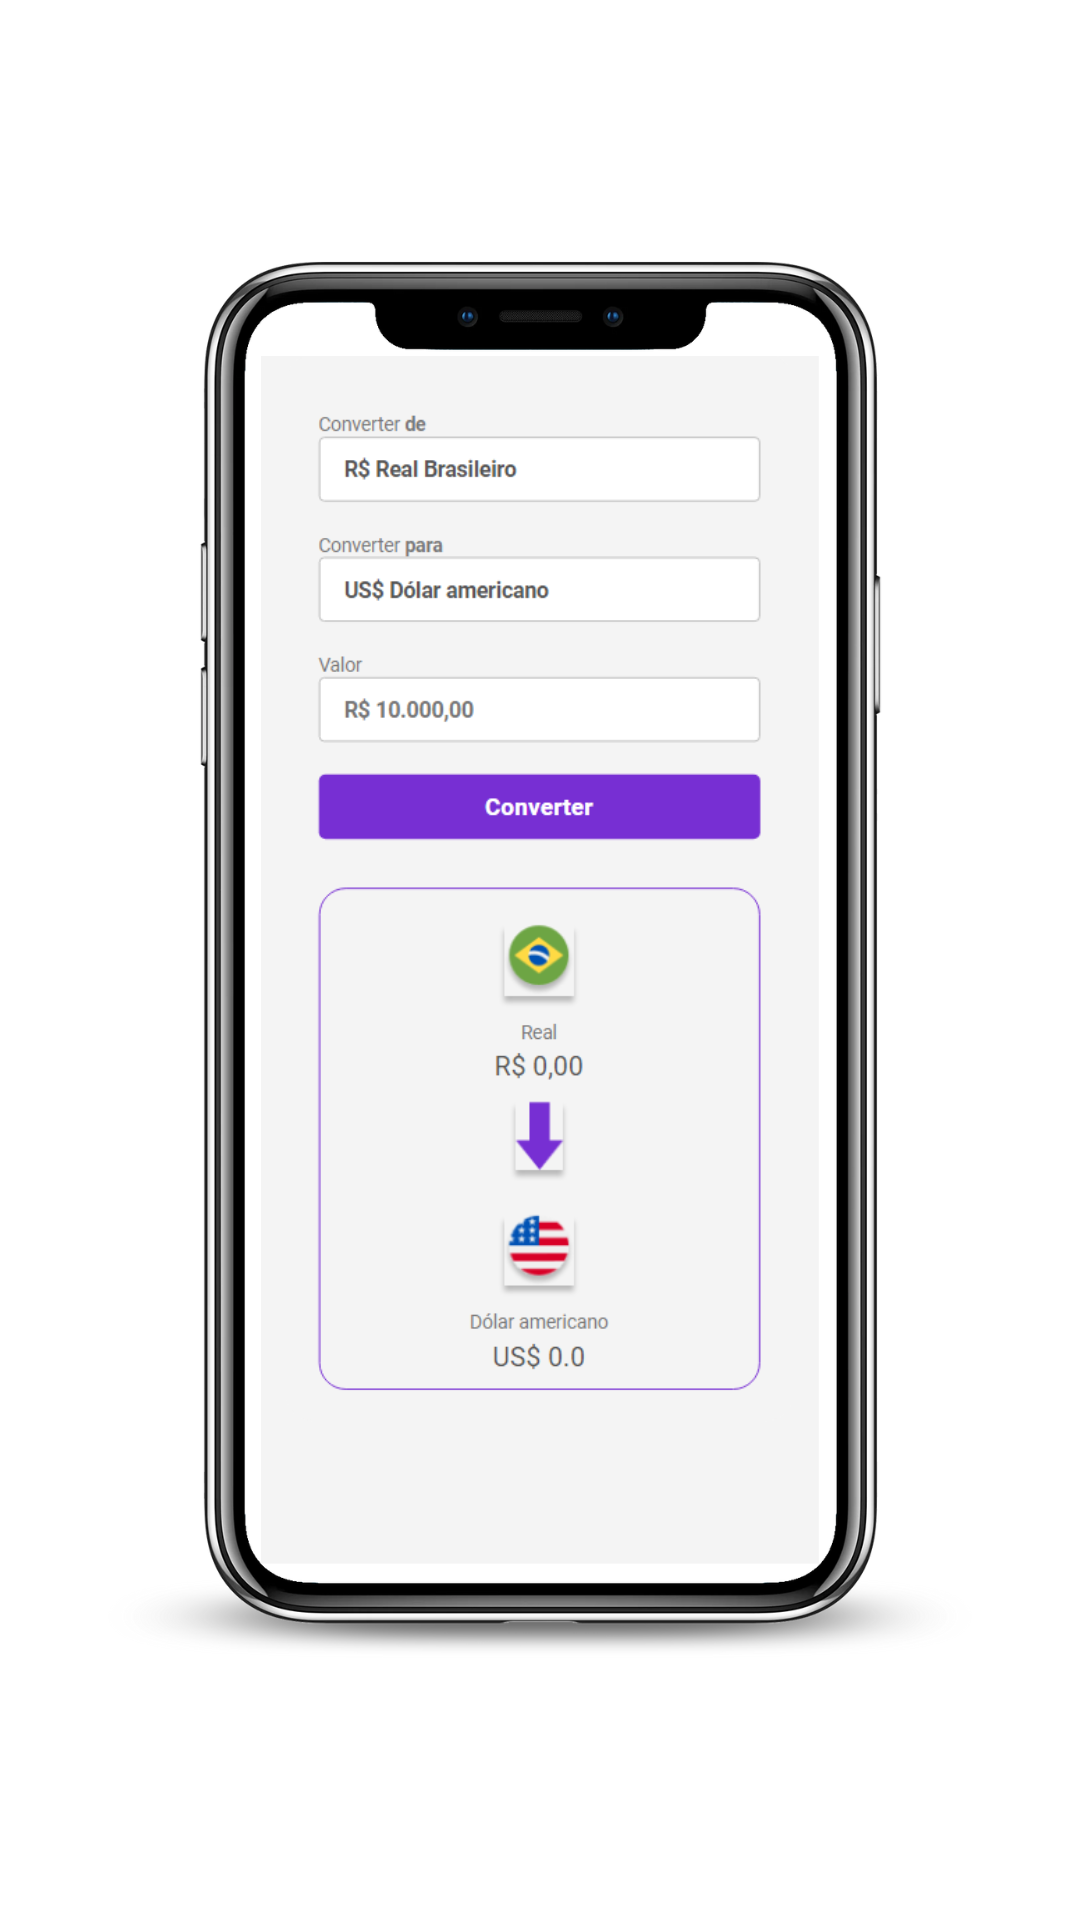 Converter de
R$ Real Brasileiro
Converter para
US$ Dólar americano
Valor
R$ 10.000,00
Converter
Real
R$ 0,00
Dólar americano
US$ 0.0